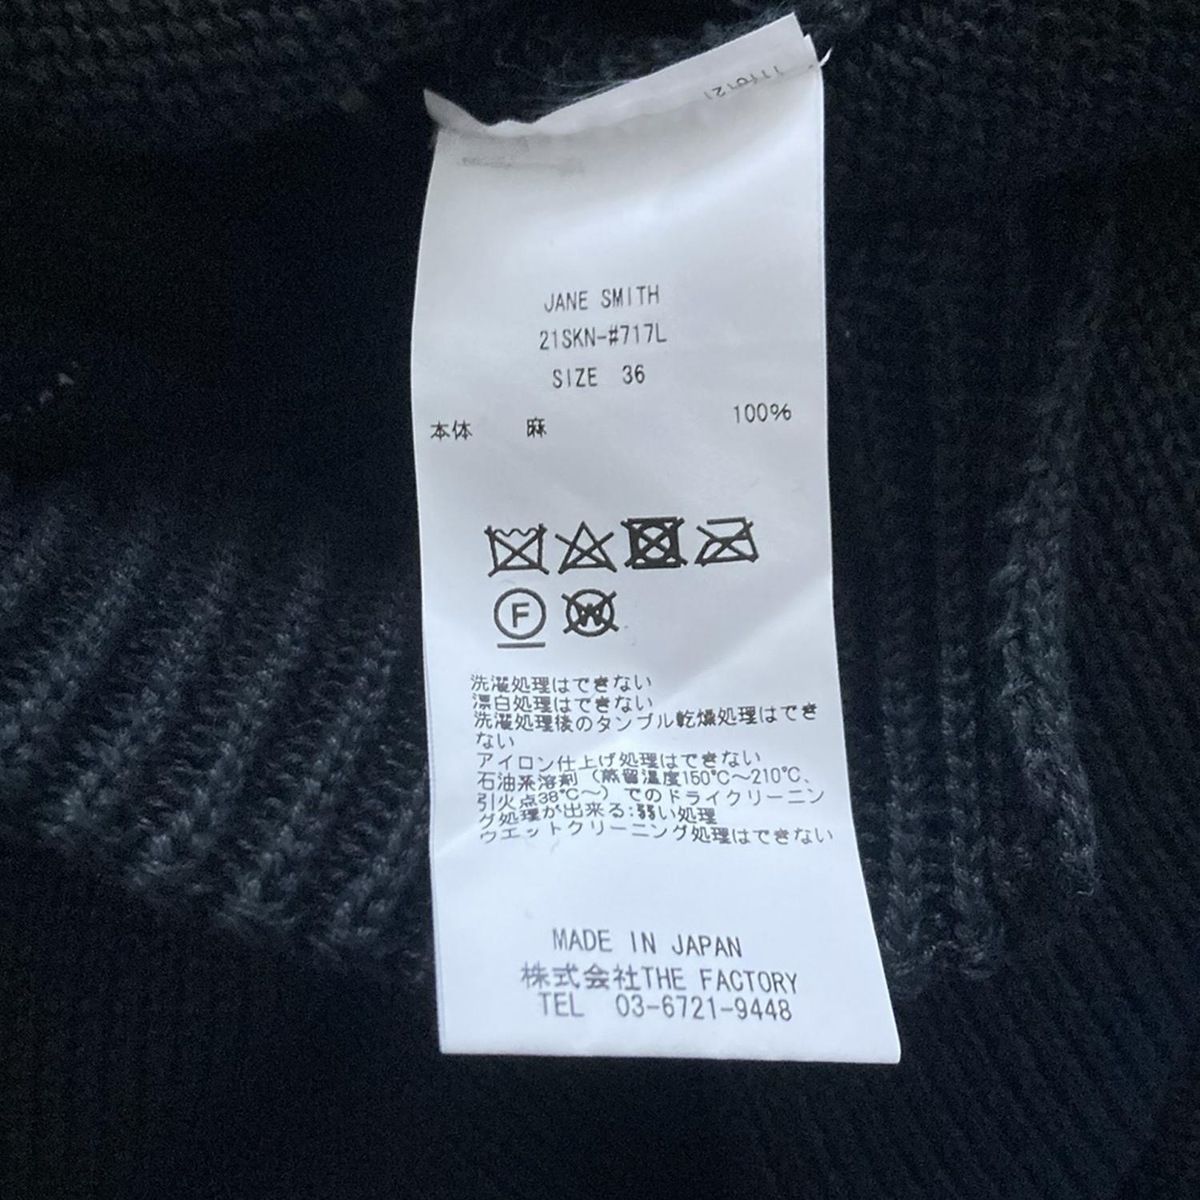 JANE SMITH
21SKN-#717L
SIZE 36
本体 麻 100%
F
W
洗濯処理はできない
漂白処理はできない
洗濯処理後のタンブル乾燥処理はでき
ない
アイロン仕上げ処理はできない
石油系溶剤（蒸留温度150℃～210℃、
引火点38℃～）でのドライクリーニン
グ処理が出来る:弱い処理
ウエットクリーニング処理はできない
MADE IN JAPAN
株式会社THE FACTORY
TEL 03-6721-9448